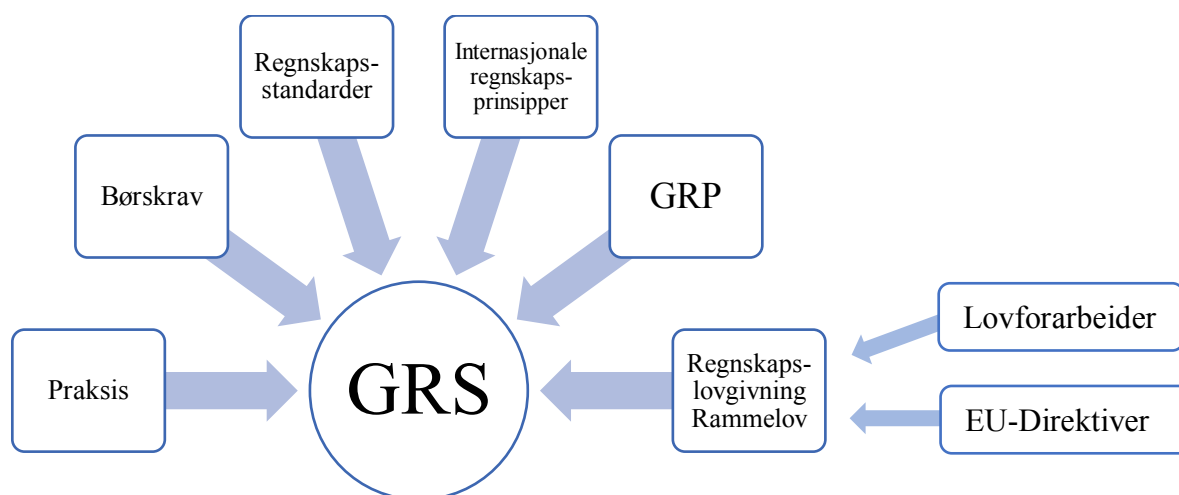 Regnskaps-
standarder
Internasjonale
regnskaps-
prinsipper
Børskrav
GRP
Praksis
GRS
Regnskaps-
lovgivning
Rammelov
Lovforarbeider
EU-Direktiver